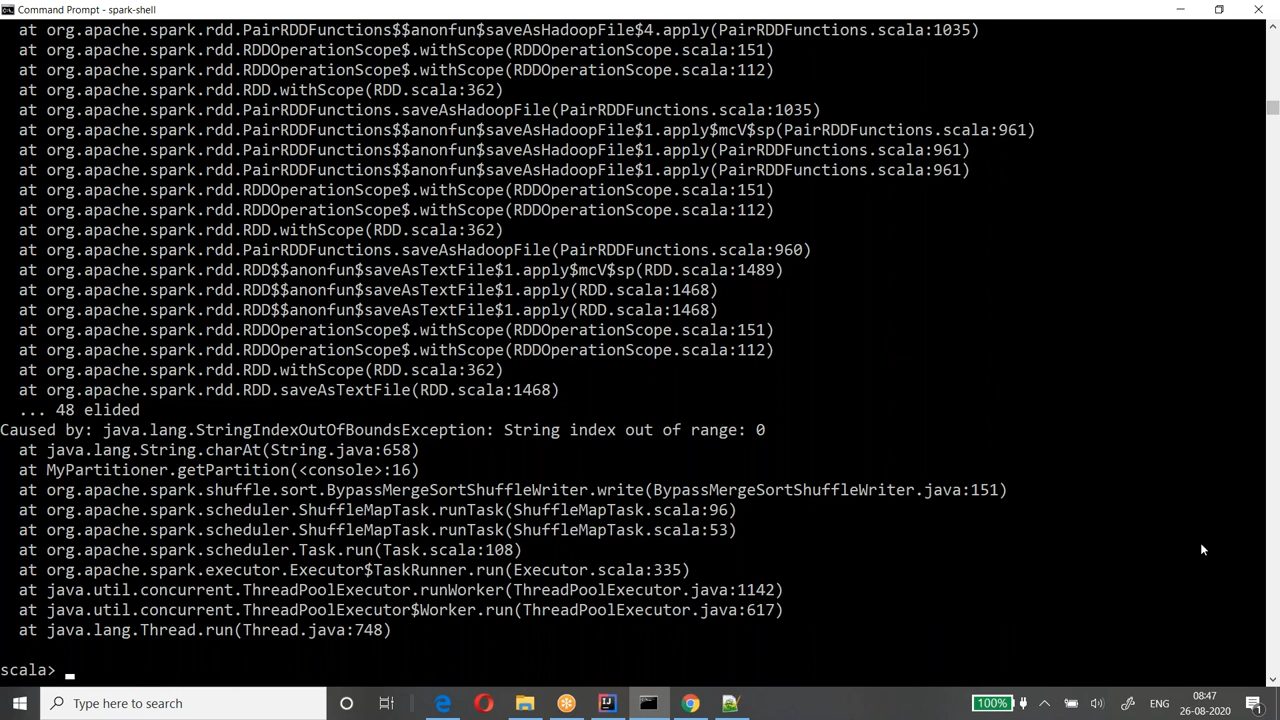 Command Prompt - spark-shell
at org.apache.spark.rdd.PairRDDFunctions$$anonfun$saveAsHadoopFile$4.apply(PairRDDFunctions.scala:1035)
at org.apache.spark.rdd.RDDOperationScope$.withScope(RDDOperationScope.scala:151)
at org.apache.spark.rdd.RDDOperationScope$.withScope(RDDOperationScope.scala:112)
at org.apache.spark.rdd.RDD.withScope(RDD.scala:362)
at org.apache.spark.rdd.PairRDDFunctions.saveAsHadoopFile(PairRDDFunctions.scala:1035)
at org.apache.spark.rdd.PairRDDFunctions$$anonfun$saveAsHadoopFile$1.apply$mcV$sp(PairRDDFunctions.scala:961)
at org.apache.spark.rdd.PairRDDFunctions$$anonfun$saveAsHadoopFile$1.apply(PairRDDFunctions.scala:961)
at org.apache.spark.rdd.PairRDDFunctions$$anonfun$saveAsHadoopFile$1.apply(PairRDDFunctions.scala:961)
at org.apache.spark.rdd.RDDOperationScope$.withScope(RDDOperationScope.scala:151)
at org.apache.spark.rdd.RDDOperationScope$.withScope(RDDOperationScope.scala:112)
at org.apache.spark.rdd.RDD.withScope(RDD.scala:362)
at org.apache.spark.rdd.PairRDDFunctions.saveAsHadoopFile(PairRDDFunctions.scala:960)
at org.apache.spark.rdd.RDD$$anonfun$saveAsTextFile$1.apply$mcV$sp(RDD.scala:1489)
at org.apache.spark.rdd.RDD$$anonfun$saveAsTextFile$1.apply(RDD.scala:1468)
at org.apache.spark.rdd.RDD$$anonfun$saveAsTextFile$1.apply(RDD.scala:1468)
at org.apache.spark.rdd.RDDOperationScope$.withScope(RDDOperationScope.scala:151)
at org.apache.spark.rdd.RDDOperationScope$.withScope(RDDOperationScope.scala:112)
at org.apache.spark.rdd.RDD.withScope(RDD.scala:362)
at org.apache.spark.rdd.RDD.saveAsTextFile(RDD.scala:1468)
... 48 elided
Caused by: java.lang.StringIndexOutOfBoundsException: String index out of range: 0
at java.lang.String.charAt(String.java:658)
at MyPartitioner.getPartition(<console>:16)
at org.apache.spark.shuffle.sort.BypassMergeSortShuffleWriter.write(BypassMergeSortShuffleWriter.java:151)
at org.apache.spark.scheduler.ShuffleMapTask.runTask(ShuffleMapTask.scala:96)
at org.apache.spark.scheduler.ShuffleMapTask.runTask(ShuffleMapTask.scala:53)
at org.apache.spark.scheduler.Task.run(Task.scala:108)
at org.apache.spark.executor.Executor$TaskRunner.run(Executor.scala:335)
at java.util.concurrent.ThreadPoolExecutor.runWorker(ThreadPoolExecutor.java:1142)
at java.util.concurrent.ThreadPoolExecutor$Worker.run(ThreadPoolExecutor.java:617)
at java.lang.Thread.run(Thread.java:748)
scala>
Type here to search
100%
ENG
08:47
26-08-2020
1